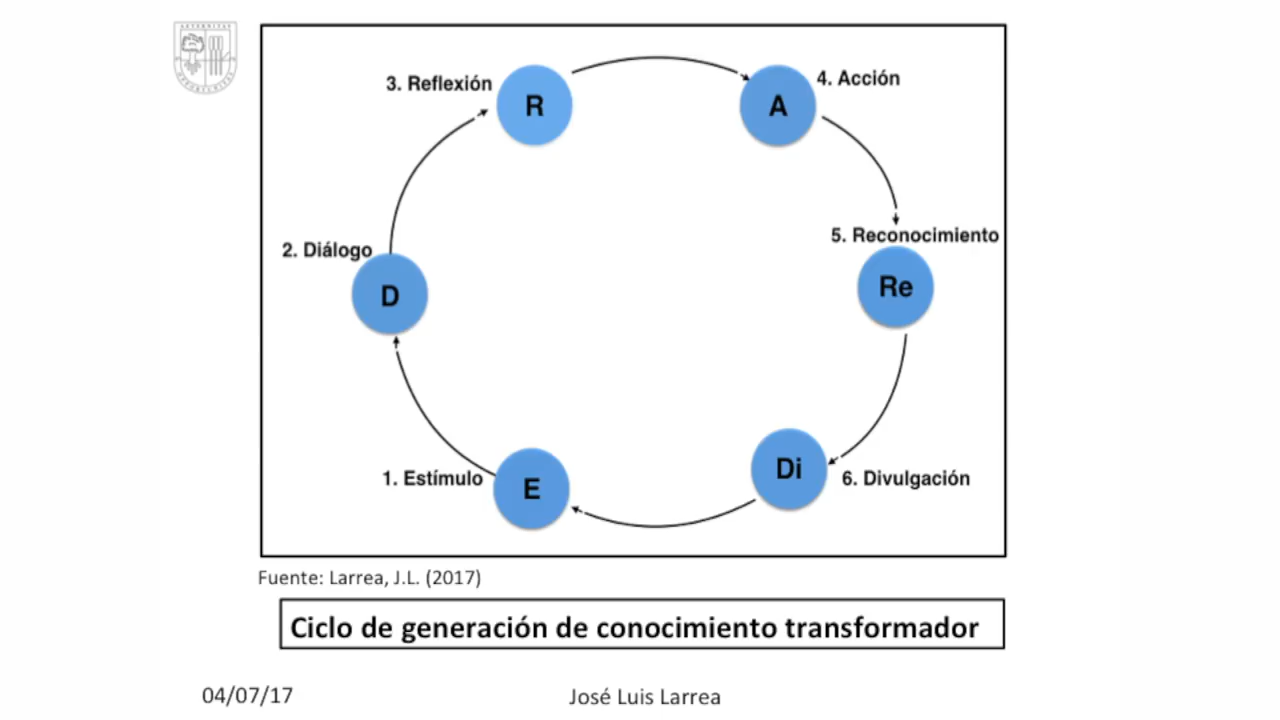 3. Reflexión
R
A
4. Acción
2. Diálogo
D
5. Reconocimiento
Re
1. Estímulo
E
Di
6. Divulgación
Fuente: Larrea, J.L. (2017)
Ciclo de generación de conocimiento transformador
04/07/17
José Luis Larrea